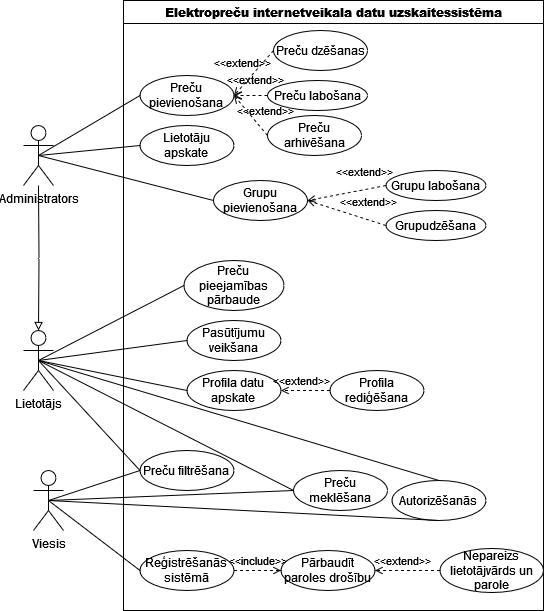 Elektropreču internetveikala datu uzskaitessistēma
Preču dzēšanas
<<extend>>
Preču
pievienošana
<<extend>>
Preču labošana
<<extend>>
Preču
arhivēšana
Lietotāju
apskate
Administrators
Grupu
pievienošana
<<extend>>
Grupu labošana
<<extend>>
Grupudzēšana
Preču
pieejamības
pārbaude
Pasūtījumu
veikšana
Lietotājs
Profila datu
apskate
<<extend>>
Profila
rediģēšana
Preču filtrēšana
Preču
meklēšana
Autorizēšanās
Viesis
Reģistrēšanās
sistēmā
<<include>>
Pārbaudīt
paroles drošību
<<extend>>
Nepareizs
lietotājvārds un
parole